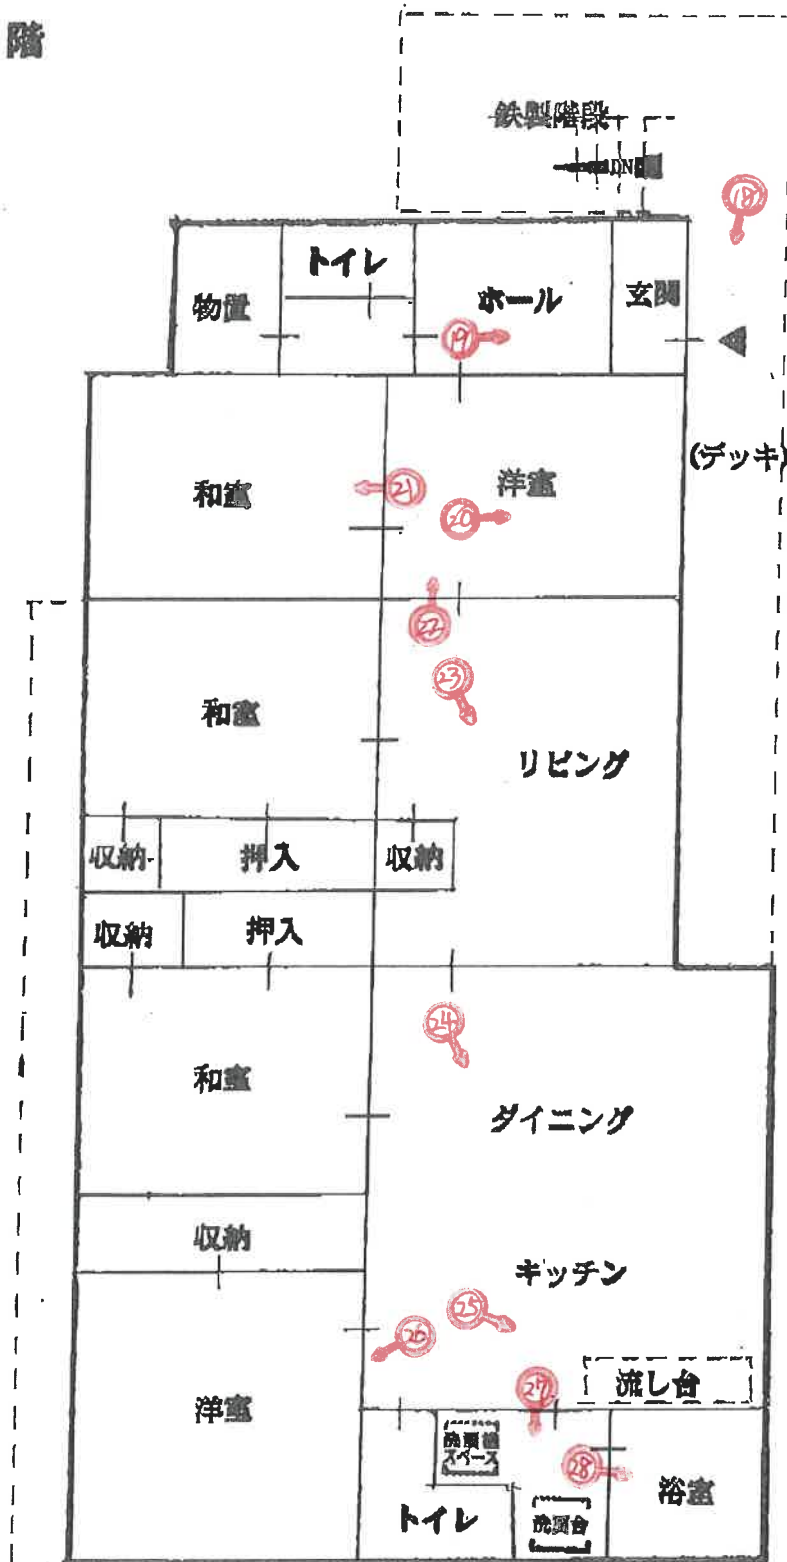 階
鉄製階段
DN
18
トイレ
物置
ホール
玄関
19
(デッキ)
和室
21
洋室
20
22
23
和室
リビング
収納
押入
収納
収納
押入
24
和室
ダイニング
収納
キッチン
25
26
27
流し台
洋室
洗濯機
スペース
28
浴室
トイレ
洗面台